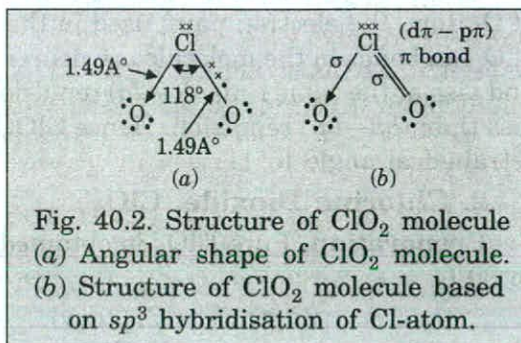 Cl
1.49A°
118°
1.49A°
O
O
(a)
Cl
(dπ – pπ)
π bond
σ
σ
O
O
(b)
Fig. 40.2. Structure of ClO₂ molecule
(a) Angular shape of ClO₂ molecule.
(b) Structure of ClO₂ molecule based
on sp³ hybridisation of Cl-atom.